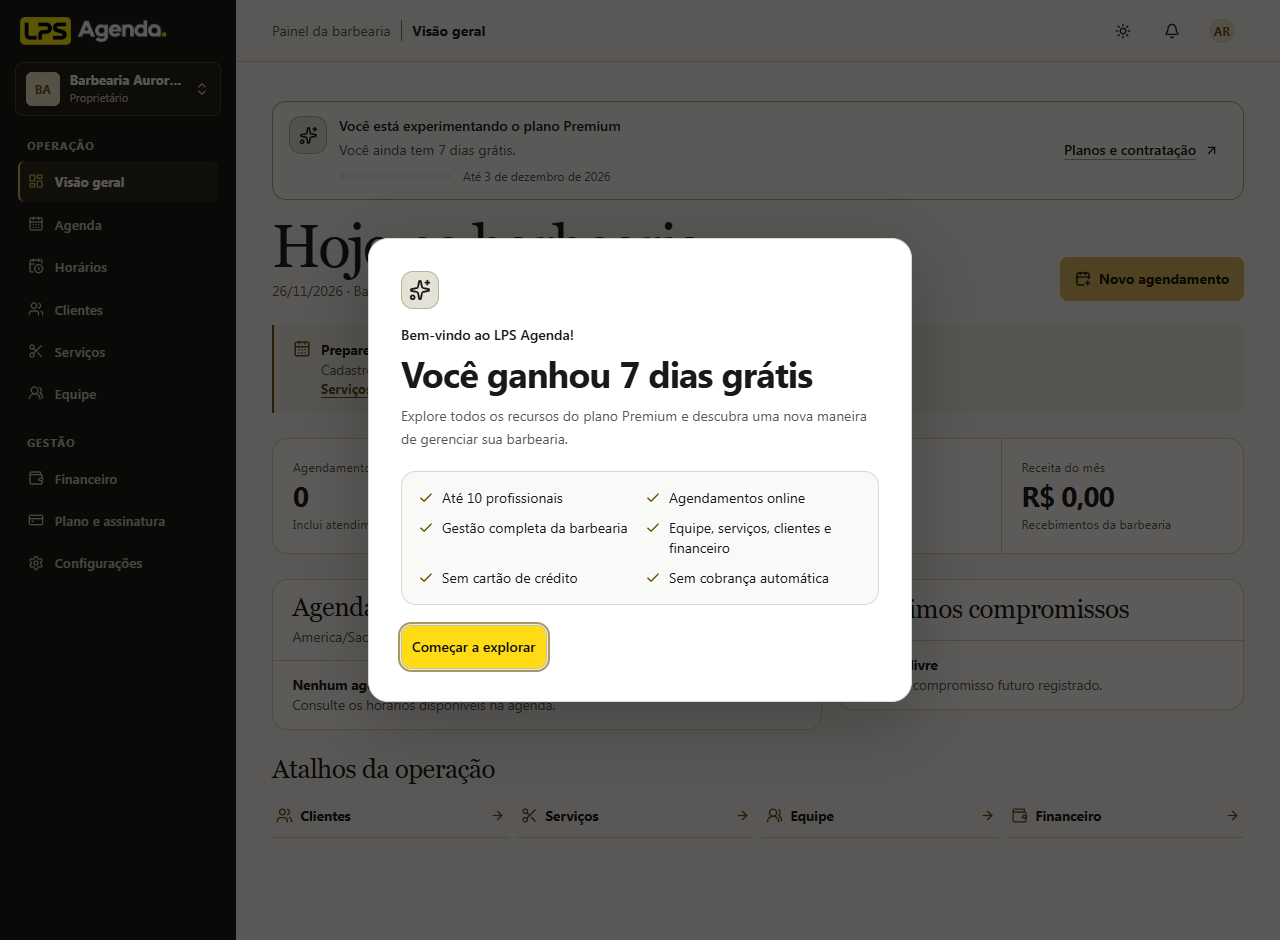 LPS Agenda.
Painel da barbearia
Visão geral
AR
BA
Barbearia Auror...
Proprietário
OPERAÇÃO
Visão geral
Agenda
Horários
Clientes
Serviços
Equipe
GESTÃO
Financeiro
Plano e assinatura
Configurações
Você está experimentando o plano Premium
Você ainda tem 7 dias grátis.
Até 3 de dezembro de 2026
Planos e contratação
Hoje
26/11/2026 · Ba
Novo agendamento
Prepare
Cadastre
Serviços
Bem-vindo ao LPS Agenda!
Você ganhou 7 dias grátis
Explore todos os recursos do plano Premium e descubra uma nova maneira
de gerenciar sua barbearia.
Até 10 profissionais
Agendamentos online
Gestão completa da barbearia
Equipe, serviços, clientes e
financeiro
Sem cartão de crédito
Sem cobrança automática
Começar a explorar
Agendamento
0
Inclui atendim
Receita do mês
R$ 0,00
Recebimentos da barbearia
Agenda
America/Sao
Nenhum ag
Consulte os horários disponíveis na agenda.
imos compromissos
livre
compromisso futuro registrado.
Atalhos da operação
Clientes
Serviços
Equipe
Financeiro